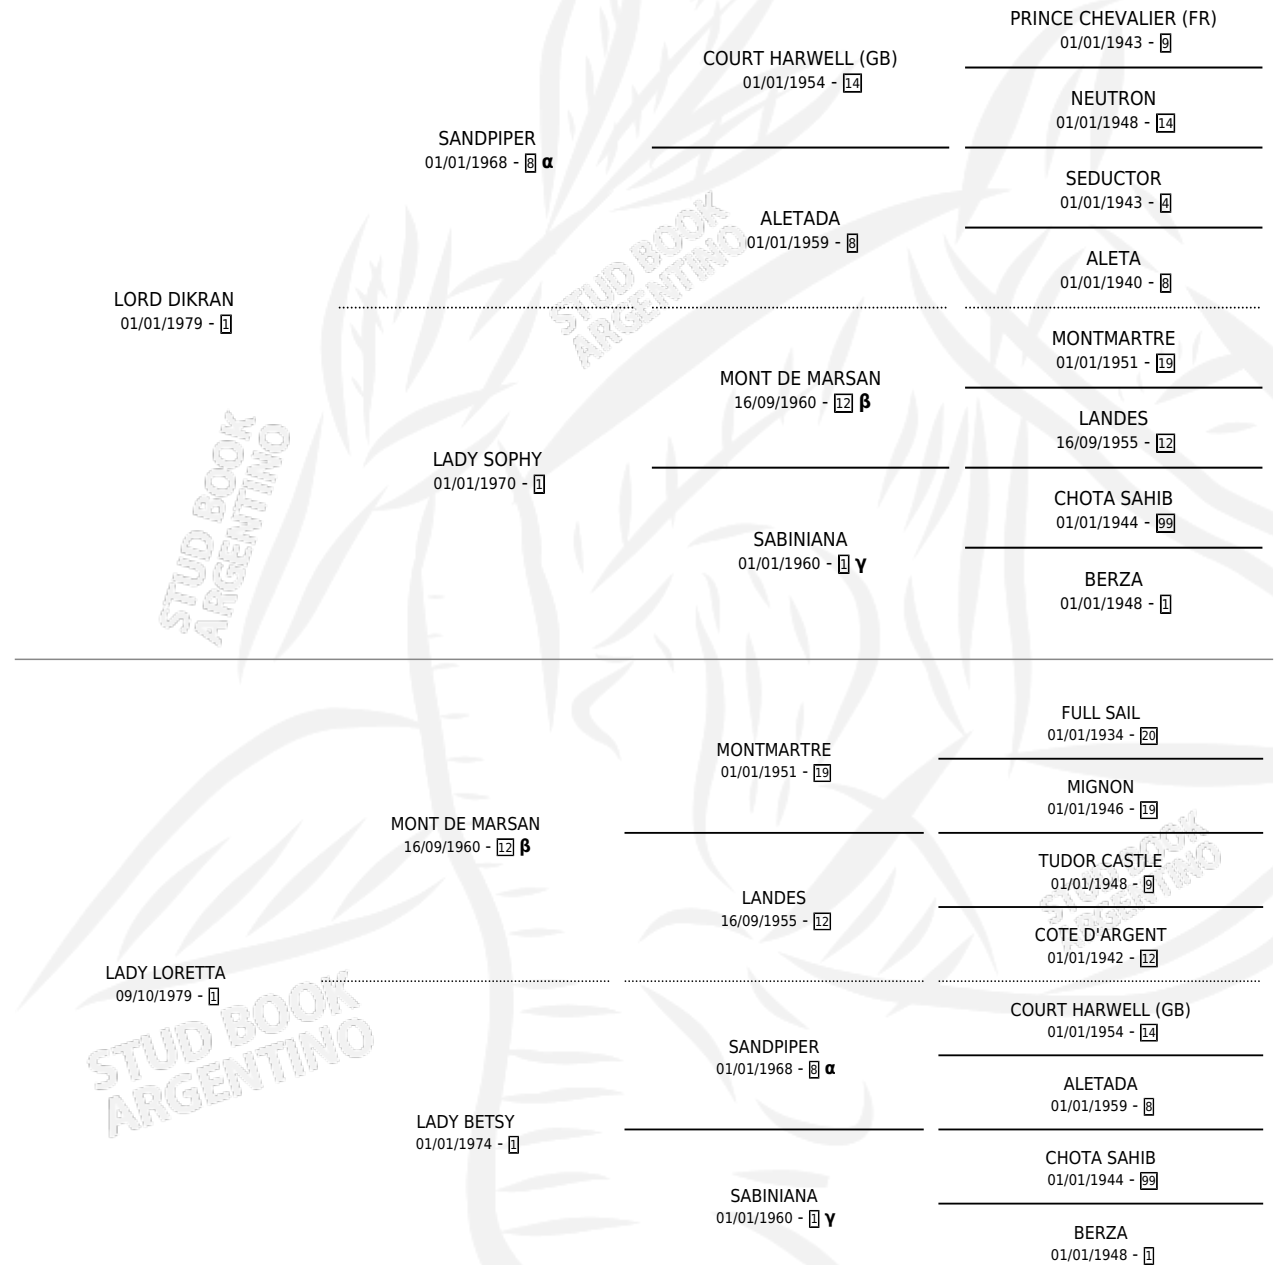 PRINCE CHEVALIER (FR)
01/01/1943 - 9
COURT HARWELL (GB)
01/01/1954 - 14
NEUTRON
01/01/1948 - 14
SANDPIPER
01/01/1968 - 8 α
SEDUCTOR
01/01/1943 - 4
ALETADA
01/01/1959 - 8
ALETA
01/01/1940 - 8
LORD DIKRAN
01/01/1979 - 1
MONTMARTRE
01/01/1951 - 19
MONT DE MARSAN
16/09/1960 - 12 β
LANDES
16/09/1955 - 12
LADY SOPHY
01/01/1970 - 1
CHOTA SAHIB
01/01/1944 - 99
SABINIANA
01/01/1960 - 1 γ
BERZA
01/01/1948 - 1
FULL SAIL
01/01/1934 - 20
MONTMARTRE
01/01/1951 - 19
MIGNON
01/01/1946 - 19
MONT DE MARSAN
16/09/1960 - 12 β
TUDOR CASTLE
01/01/1948 - 9
LANDES
16/09/1955 - 12
COTE D'ARGENT
01/01/1942 - 12
LADY LORETTA
09/10/1979 - 1
COURT HARWELL (GB)
01/01/1954 - 14
SANDPIPER
01/01/1968 - 8 α
ALETADA
01/01/1959 - 8
LADY BETSY
01/01/1974 - 1
CHOTA SAHIB
01/01/1944 - 99
SABINIANA
01/01/1960 - 1 γ
BERZA
01/01/1948 - 1
STUD BOOK
ARGENTINO
STUD BOOK
ARGENTINO
STUD BOOK
ARGENTINO
STUD BOOK
ARGENTINO